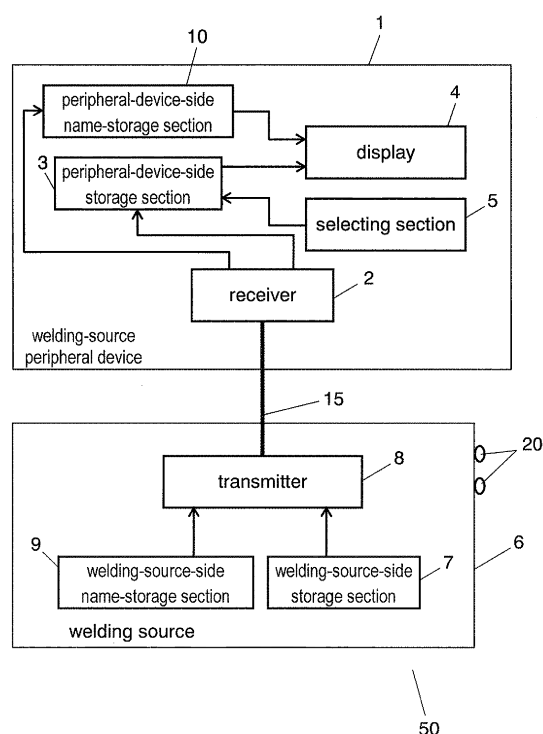 10
1
peripheral-device-side
name-storage section
4
display
3
peripheral-device-side
storage section
5
selecting section
receiver
2
welding-source
peripheral device
15
transmitter
8
20
9
welding-source-side
name-storage section
welding-source-side
storage section
7
6
welding source
50